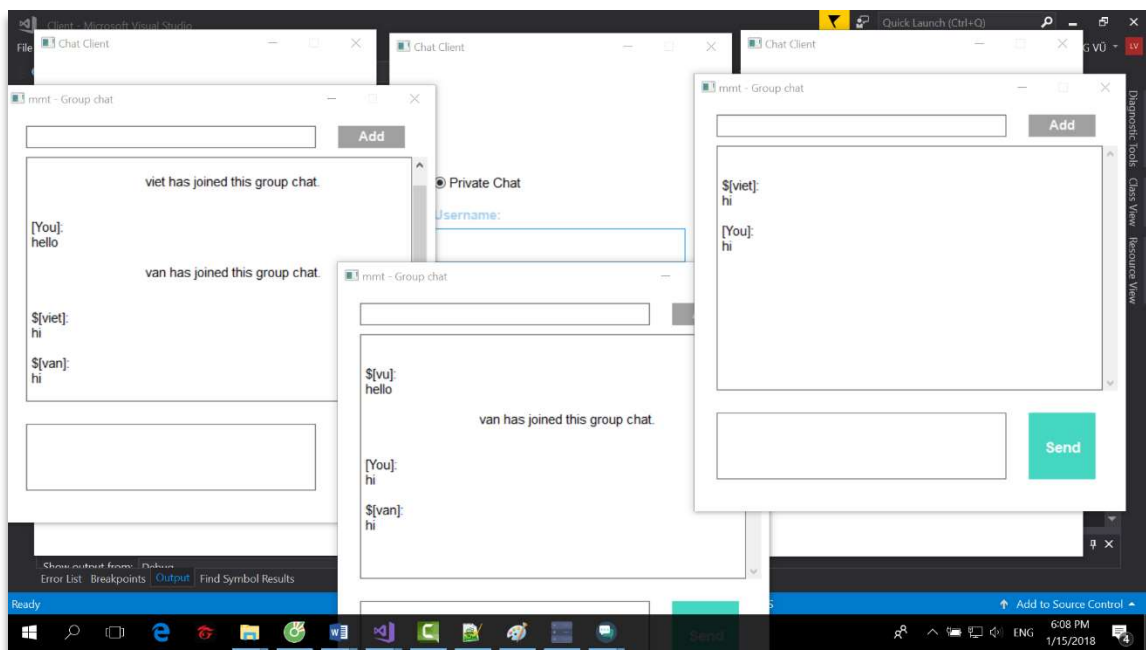 Client - Microsoft Visual Studio
Quick Launch (Ctrl+Q)
File
Chat Client
Chat Client
Chat Client
G VŨ
LV
mmt - Group chat
Add
viet has joined this group chat.
[You]:
hello
van has joined this group chat.
$[viet]:
hi
$[van]:
hi
Private Chat
Username:
mmt - Group chat
$[vu]:
hello
van has joined this group chat.
[You]:
hi
$[van]:
hi
Send
mmt - Group chat
Add
$[viet]:
hi
[You]:
hi
Send
Diagnostic Tools
Class View
Resource View
Show output from: Debug
Error List Breakpoints Output Find Symbol Results
Ready
Add to Source Control
ENG
6:08 PM
1/15/2018
4